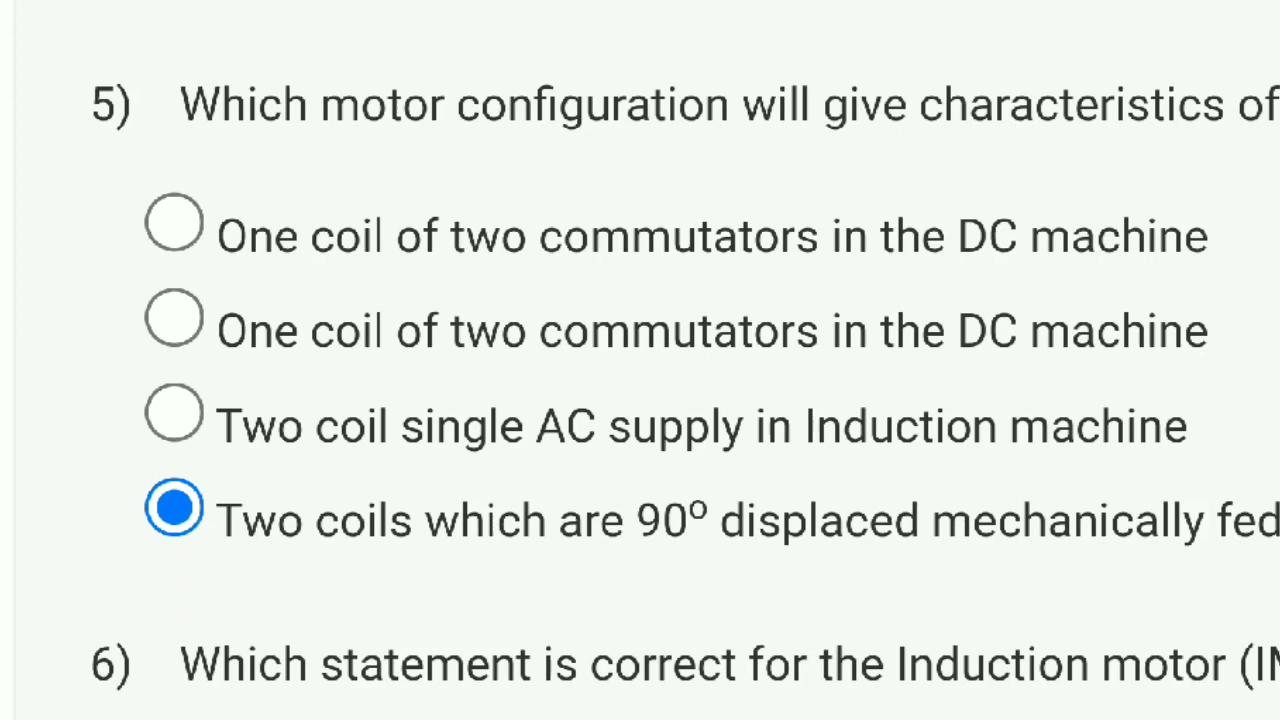 5) Which motor configuration will give characteristics of
One coil of two commutators in the DC machine
One coil of two commutators in the DC machine
Two coil single AC supply in Induction machine
Two coils which are 90º displaced mechanically fed
6) Which statement is correct for the Induction motor